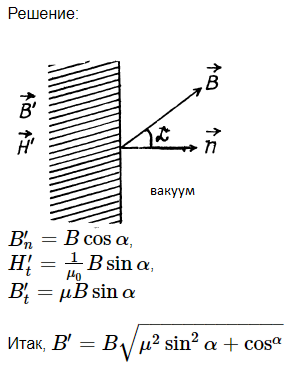 Решение:
B⃗
B⃗′
H⃗′
α
n⃗
вакуум
B′ₙ = B cos α,
H′ₜ = 1/μ₀ B sin α,
B′ₜ = μB sin α
Итак, B′ = B√(μ² sin² α + cos^α)